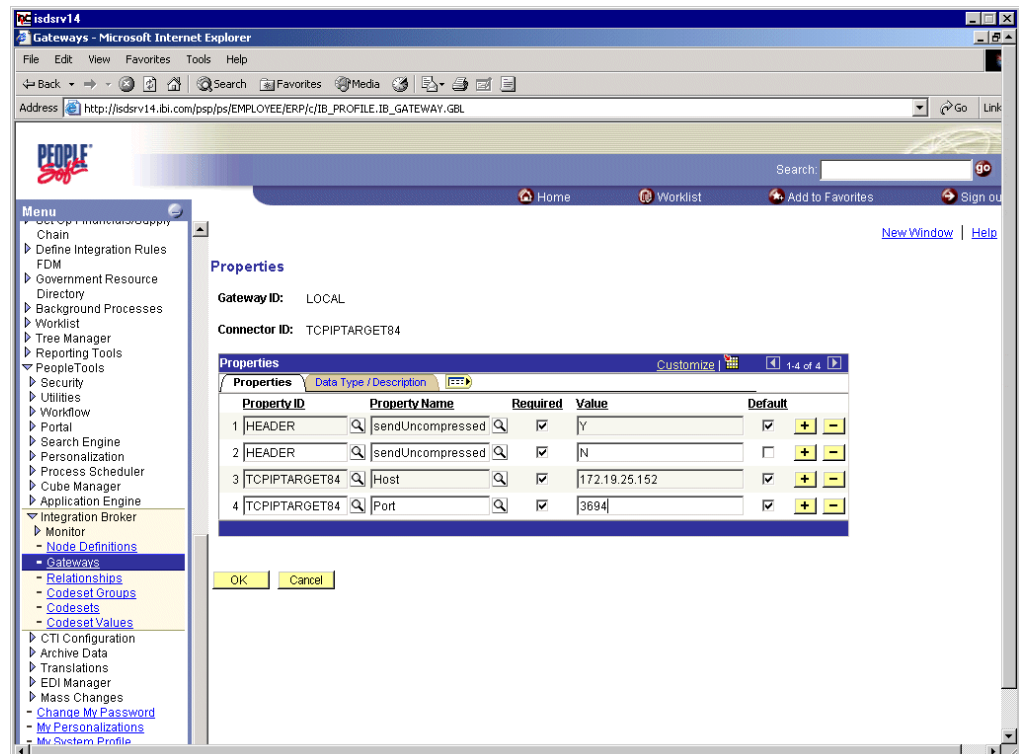 isdsrv14
Gateways - Microsoft Internet Explorer
File Edit View Favorites Tools Help
Back Search Favorites Media
Address http://isdsrv14.ibi.com/psp/ps/EMPLOYEE/ERP/c/IB_PROFILE.IB_GATEWAY.GBL Go Link
PEOPLE
Soft
Search: go
Home Worklist Add to Favorites Sign ou
New Window | Help
Menu
Chain
Define Integration Rules
FDM
Government Resource
Directory
Background Processes
Worklist
Tree Manager
Reporting Tools
PeopleTools
Security
Utilities
Workflow
Portal
Search Engine
Personalization
Process Scheduler
Cube Manager
Application Engine
Integration Broker
Monitor
- Node Definitions
- Gateways
- Relationships
- Codeset Groups
- Codesets
- Codeset Values
CTI Configuration
Archive Data
Translations
EDI Manager
Mass Changes
- Change My Password
- My Personalizations
- My System Profile
Properties
Gateway ID: LOCAL
Connector ID: TCPIPTARGET84
Properties Customize | 1-4 of 4
Properties Data Type / Description
Property ID Property Name Required Value Default
1 HEADER sendUncompressed Y + −
2 HEADER sendUncompressed N + −
3 TCPIPTARGET84 Host 172.19.25.152 + −
4 TCPIPTARGET84 Port 3694 + −
OK Cancel